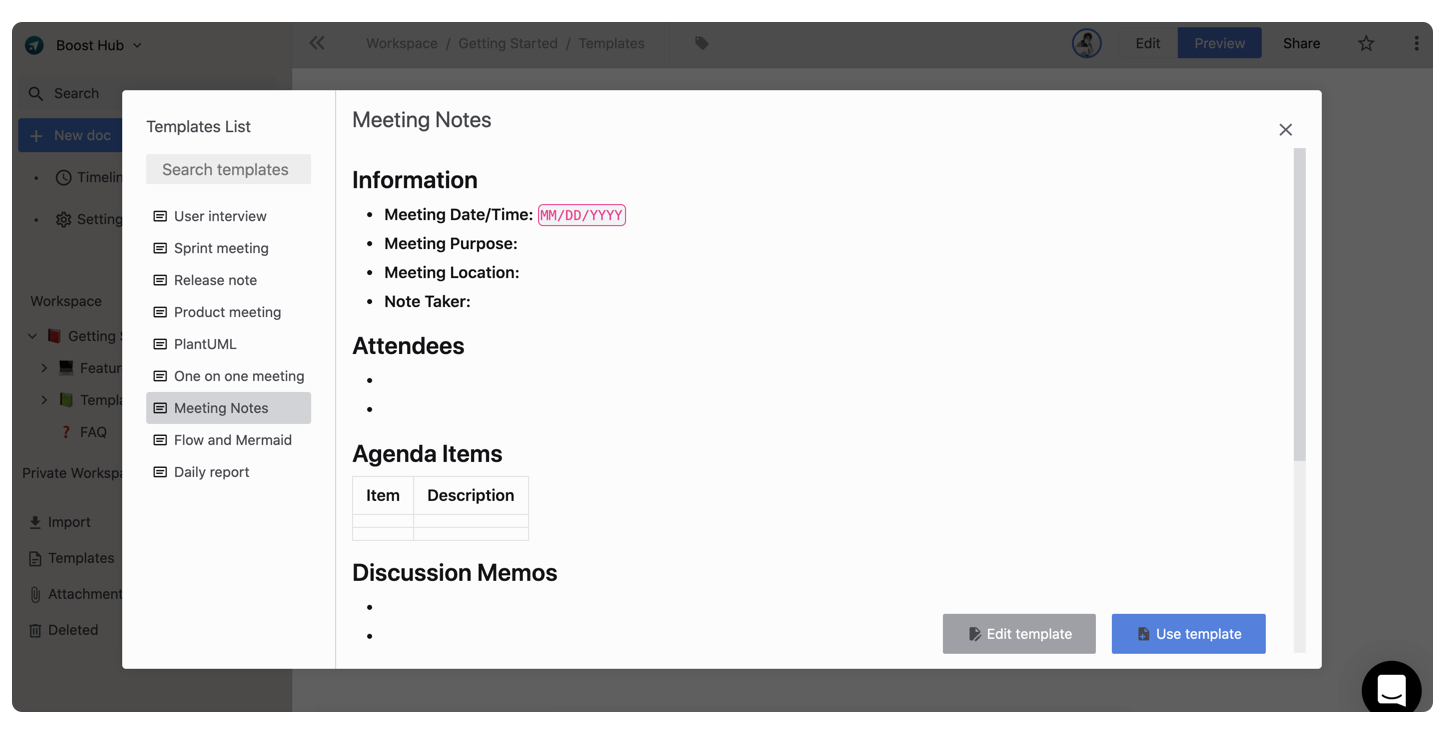 Boost Hub
Workspace / Getting Started / Templates
Edit
Preview
Share
Search
New doc
Timelin
Setting
Workspace
Getting S
Featur
Templa
FAQ
Private Workspa
Import
Templates
Attachment
Deleted
Templates List
Search templates
User interview
Sprint meeting
Release note
Product meeting
PlantUML
One on one meeting
Meeting Notes
Flow and Mermaid
Daily report
Meeting Notes
Information
• Meeting Date/Time: MM/DD/YYYY
• Meeting Purpose:
• Meeting Location:
• Note Taker:
Attendees
Agenda Items
Item Description
Discussion Memos
Edit template
Use template